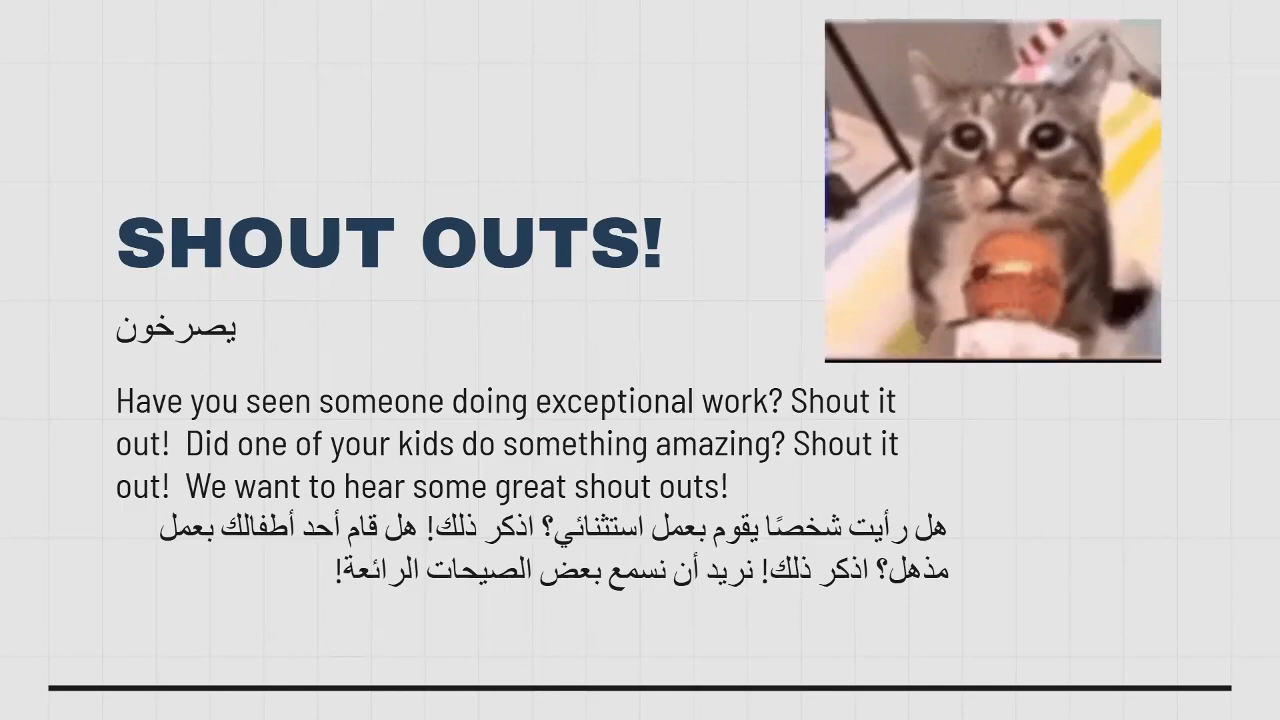 SHOUT OUTS!
يصرخون
Have you seen someone doing exceptional work? Shout it
out!  Did one of your kids do something amazing? Shout it
out!  We want to hear some great shout outs!
هل رأيت شخصًا يقوم بعمل استثنائي؟ اذكر ذلك! هل قام أحد أطفالك بعمل
مذهل؟ اذكر ذلك! نريد أن نسمع بعض الصيحات الرائعة!